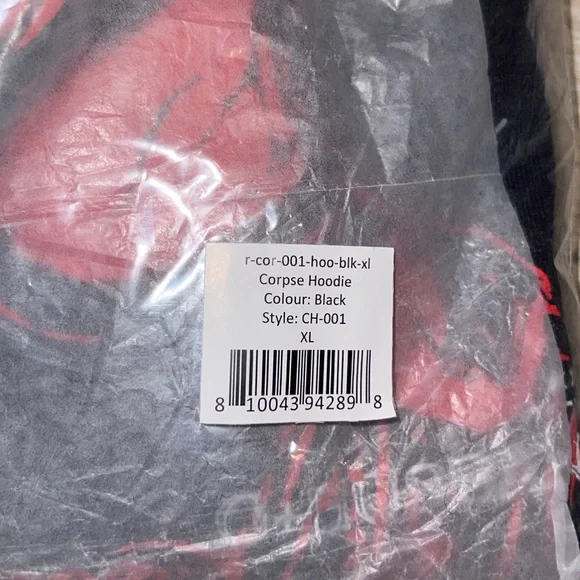 r-cor-001-hoo-blk-xl
Corpse Hoodie
Colour: Black
Style: CH-001
XL
8 10043 94289 8